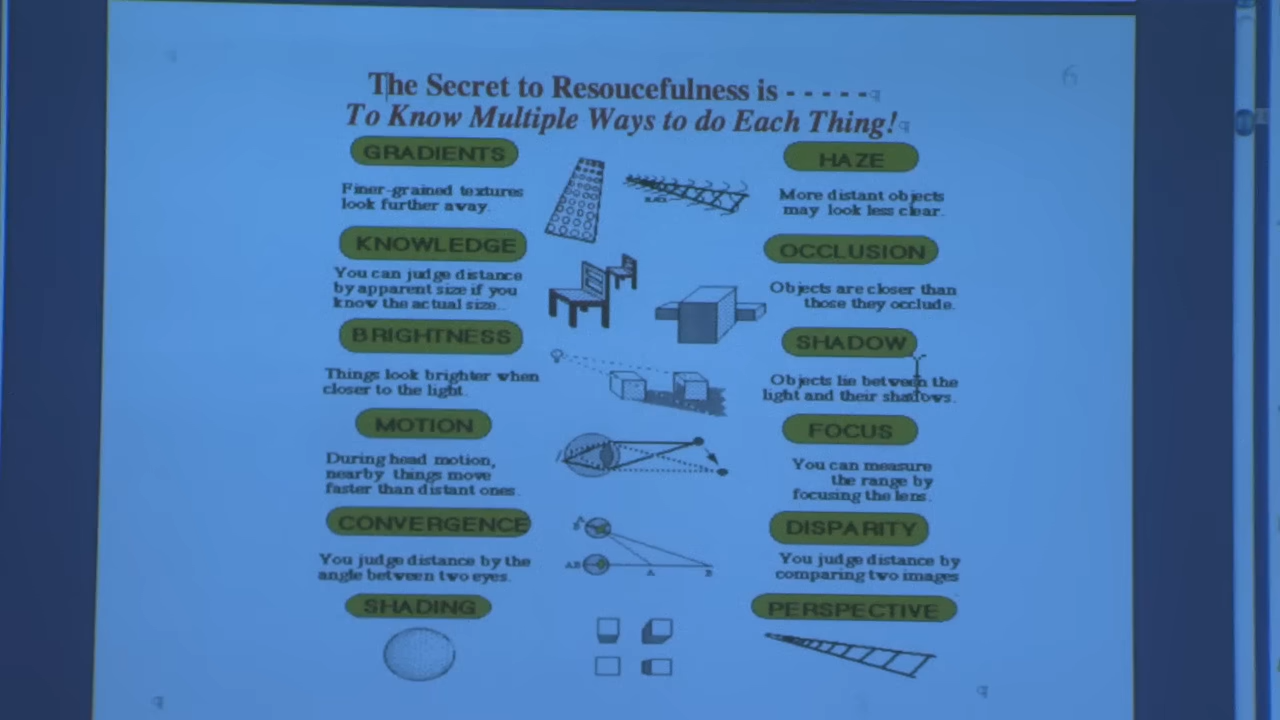 6
The Secret to Resoucefulness is - - - - -
To Know Multiple Ways to do Each Thing!
GRADIENTS
Finer-grained textures
look further away.
HAZE
More distant objects
may look less clear.
KNOWLEDGE
You can judge distance
by apparent size if you
know the actual size..
OCCLUSION
Objects are closer than
those they occlude.
BRIGHTNESS
Things look brighter when
closer to the light.
SHADOW
Objects lie between the
light and their shadows.
MOTION
During head motion,
nearby things move
faster than distant ones.
FOCUS
You can measure
the range by
focusing the lens.
CONVERGENCE
You judge distance by the
angle between two eyes.
A B
A
B
DISPARITY
You judge distance by
comparing two images
SHADING
PERSPECTIVE